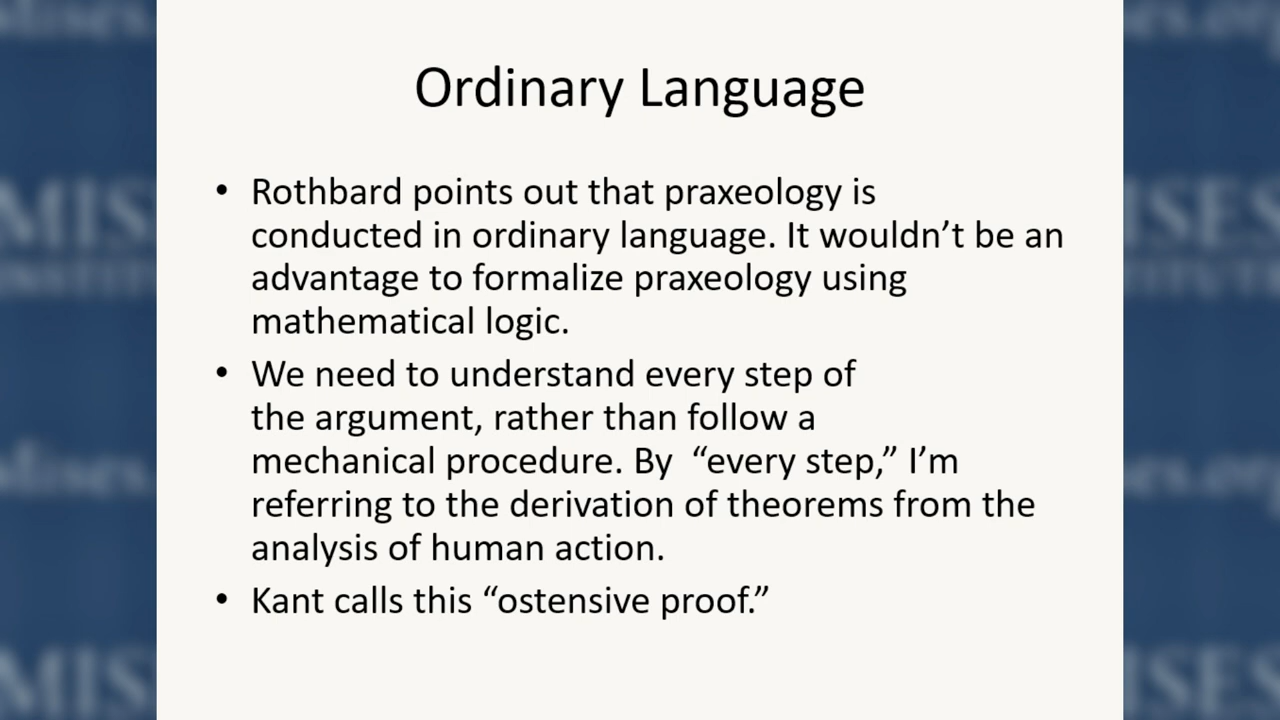 Ordinary Language
• Rothbard points out that praxeology is
conducted in ordinary language. It wouldn’t be an
advantage to formalize praxeology using
mathematical logic.
• We need to understand every step of
the argument, rather than follow a
mechanical procedure. By  “every step,” I’m
referring to the derivation of theorems from the
analysis of human action.
• Kant calls this “ostensive proof.”